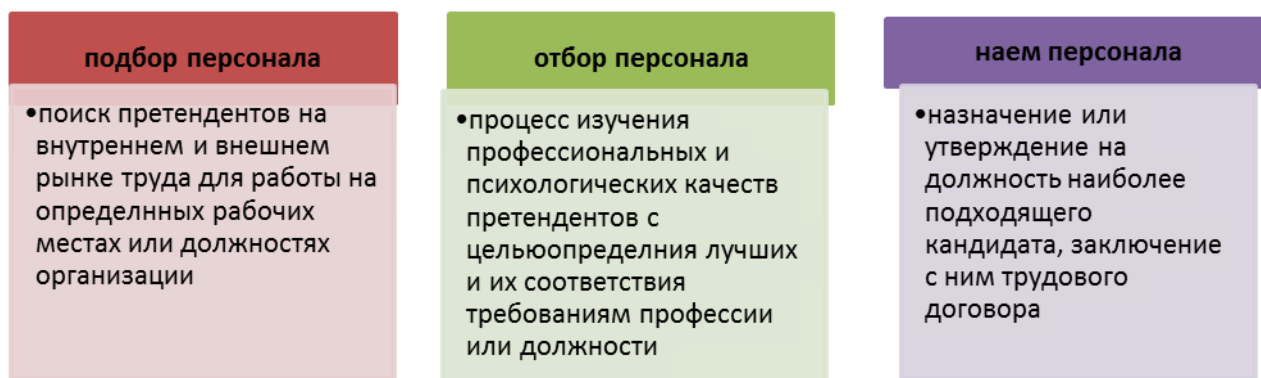 подбор персонала
•поиск претендентов на
внутреннем и внешнем
рынке труда для работы на
определнных рабочих
местах или должностях
организации
отбор персонала
•процесс изучения
профессиональных и
психологических качеств
претендентов с
цельюопределния лучших
и их соответствия
требованиям профессии
или должности
наем персонала
•назначение или
утверждение на
должность наиболее
подходящего
кандидата, заключение
с ним трудового
договора